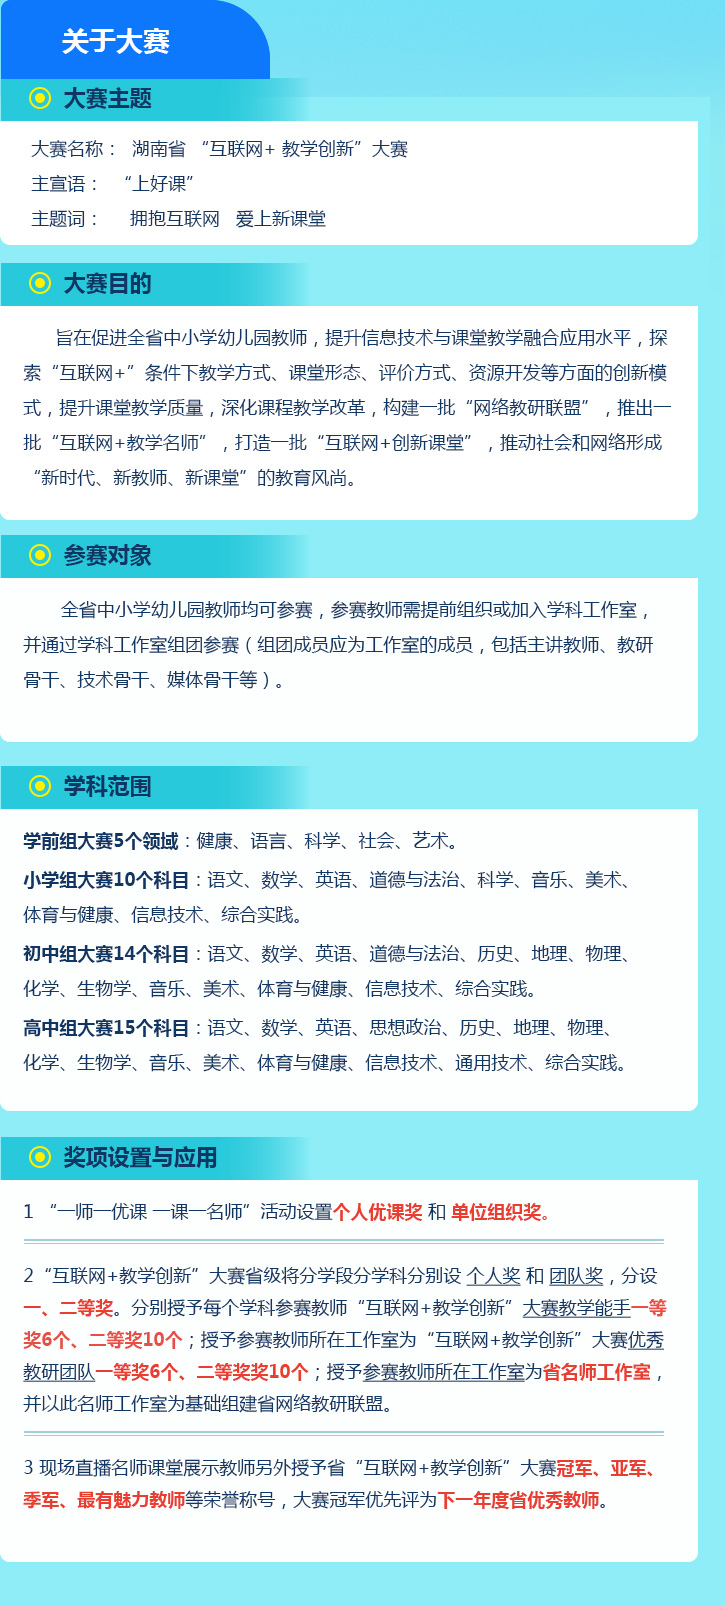 关于大赛
大赛主题
大赛名称： 湖南省 “互联网+ 教学创新”大赛
主宣语： “上好课”
主题词： 拥抱互联网 爱上新课堂
大赛目的
旨在促进全省中小学幼儿园教师，提升信息技术与课堂教学融合应用水平，探
索“互联网+”条件下教学方式、课堂形态、评价方式、资源开发等方面的创新模
式，提升课堂教学质量，深化课程教学改革，构建一批“网络教研联盟”，推出一
批“互联网+教学名师”，打造一批“互联网+创新课堂”，推动社会和网络形成
“新时代、新教师、新课堂”的教育风尚。
参赛对象
全省中小学幼儿园教师均可参赛，参赛教师需提前组织或加入学科工作室，
并通过学科工作室组团参赛（组团成员应为工作室的成员，包括主讲教师、教研
骨干、技术骨干、媒体骨干等）。
学科范围
学前组大赛5个领域：健康、语言、科学、社会、艺术。
小学组大赛10个科目：语文、数学、英语、道德与法治、科学、音乐、美术、
体育与健康、信息技术、综合实践。
初中组大赛14个科目：语文、数学、英语、道德与法治、历史、地理、物理、
化学、生物学、音乐、美术、体育与健康、信息技术、综合实践。
高中组大赛15个科目：语文、数学、英语、思想政治、历史、地理、物理、
化学、生物学、音乐、美术、体育与健康、信息技术、通用技术、综合实践。
奖项设置与应用
1 “一师一优课 一课一名师”活动设置个人优课奖 和 单位组织奖。
2“互联网+教学创新”大赛省级将分学段分学科分别设 个人奖 和 团队奖，分设
一、二等奖。分别授予每个学科参赛教师“互联网+教学创新”大赛教学能手一等
奖6个、二等奖10个；授予参赛教师所在工作室为“互联网+教学创新”大赛优秀
教研团队一等奖6个、二等奖奖10个；授予参赛教师所在工作室为省名师工作室，
并以此名师工作室为基础组建省网络教研联盟。
3 现场直播名师课堂展示教师另外授予省“互联网+教学创新”大赛冠军、亚军、
季军、最有魅力教师等荣誉称号，大赛冠军优先评为下一年度省优秀教师。